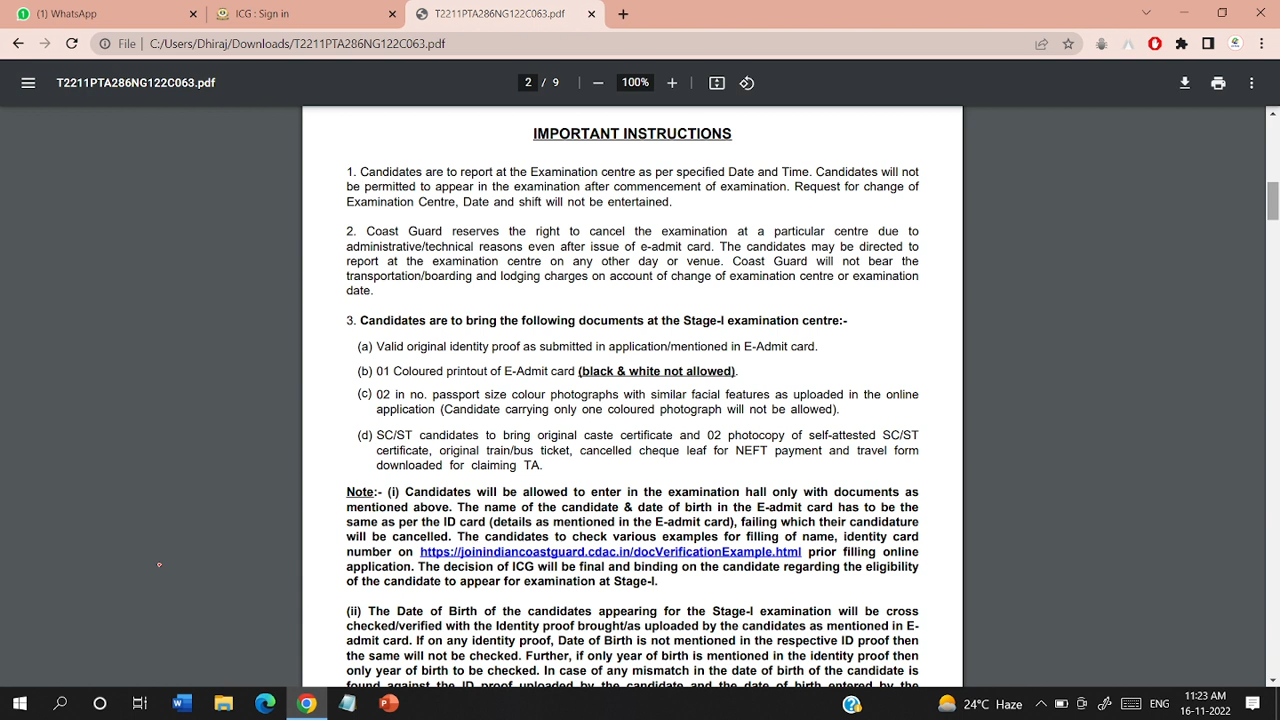 (1) WhatsApp
ICG : Sign in
T2211PTA286NG122C063.pdf
File | C:/Users/Dhiraj/Downloads/T2211PTA286NG122C063.pdf
T2211PTA286NG122C063.pdf
2 / 9
100%
IMPORTANT INSTRUCTIONS
1. Candidates are to report at the Examination centre as per specified Date and Time. Candidates will not
be permitted to appear in the examination after commencement of examination. Request for change of
Examination Centre, Date and shift will not be entertained.
2. Coast Guard reserves the right to cancel the examination at a particular centre due to
administrative/technical reasons even after issue of e-admit card. The candidates may be directed to
report at the examination centre on any other day or venue. Coast Guard will not bear the
transportation/boarding and lodging charges on account of change of examination centre or examination
date.
3. Candidates are to bring the following documents at the Stage-I examination centre:-
(a) Valid original identity proof as submitted in application/mentioned in E-Admit card.
(b) 01 Coloured printout of E-Admit card (black & white not allowed).
(c) 02 in no. passport size colour photographs with similar facial features as uploaded in the online
application (Candidate carrying only one coloured photograph will not be allowed).
(d) SC/ST candidates to bring original caste certificate and 02 photocopy of self-attested SC/ST
certificate, original train/bus ticket, cancelled cheque leaf for NEFT payment and travel form
downloaded for claiming TA.
Note:- (i) Candidates will be allowed to enter in the examination hall only with documents as
mentioned above. The name of the candidate & date of birth in the E-admit card has to be the
same as per the ID card (details as mentioned in the E-admit card), failing which their candidature
will be cancelled. The candidates to check various examples for filling of name, identity card
number on https://joinindiancoastguard.cdac.in/docVerificationExample.html prior filling online
application. The decision of ICG will be final and binding on the candidate regarding the eligibility
of the candidate to appear for examination at Stage-I.
(ii) The Date of Birth of the candidates appearing for the Stage-I examination will be cross
checked/verified with the Identity proof brought/as uploaded by the candidates as mentioned in E-
admit card. If on any identity proof, Date of Birth is not mentioned in the respective ID proof then
the same will not be checked. Further, if only year of birth is mentioned in the identity proof then
only year of birth to be checked. In case of any mismatch in the date of birth of the candidate is
found against the ID proof uploaded by the candidate and the date of birth entered by the
24°C Haze
ENG
11:23 AM
16-11-2022